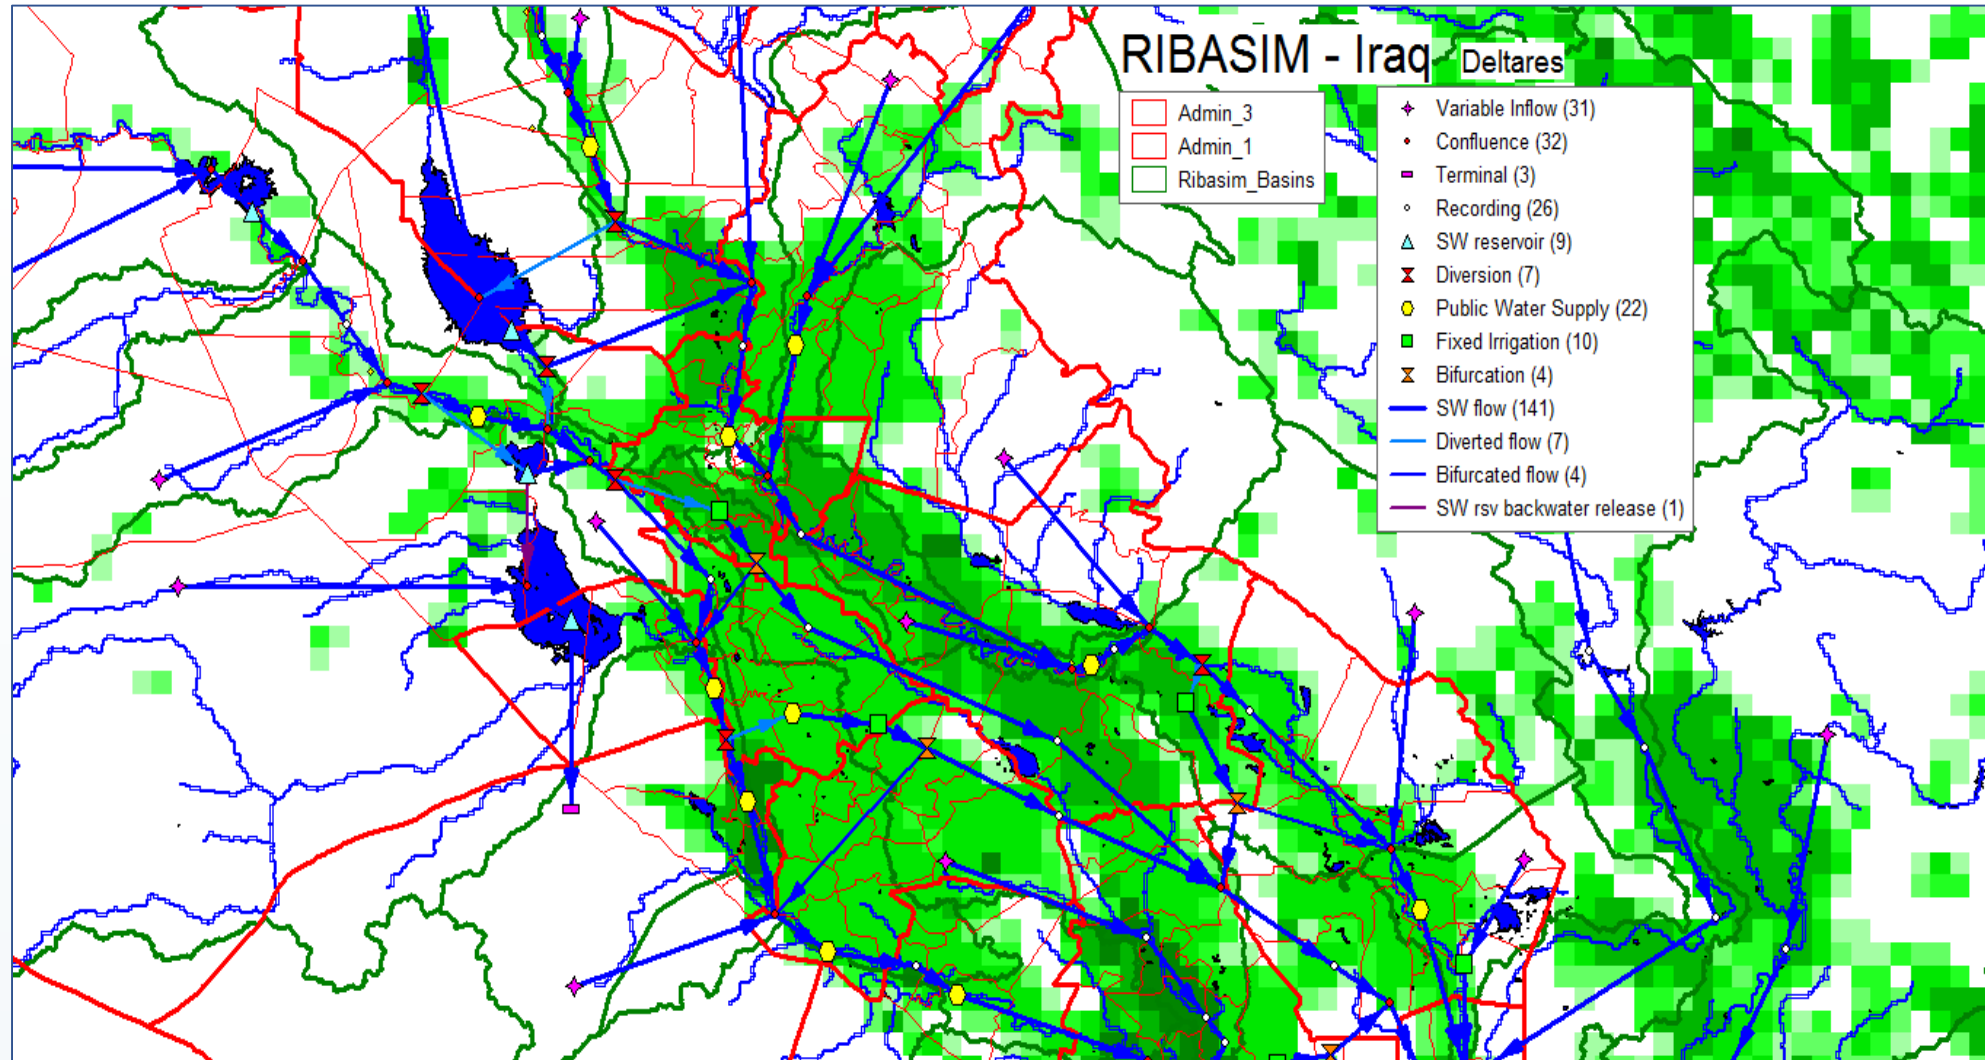 RIBASIM - Iraq Deltares
Admin_3
Admin_1
Ribasim_Basins
Variable Inflow (31)
Confluence (32)
Terminal (3)
Recording (26)
SW reservoir (9)
Diversion (7)
Public Water Supply (22)
Fixed Irrigation (10)
Bifurcation (4)
SW flow (141)
Diverted flow (7)
Bifurcated flow (4)
SW rsv backwater release (1)